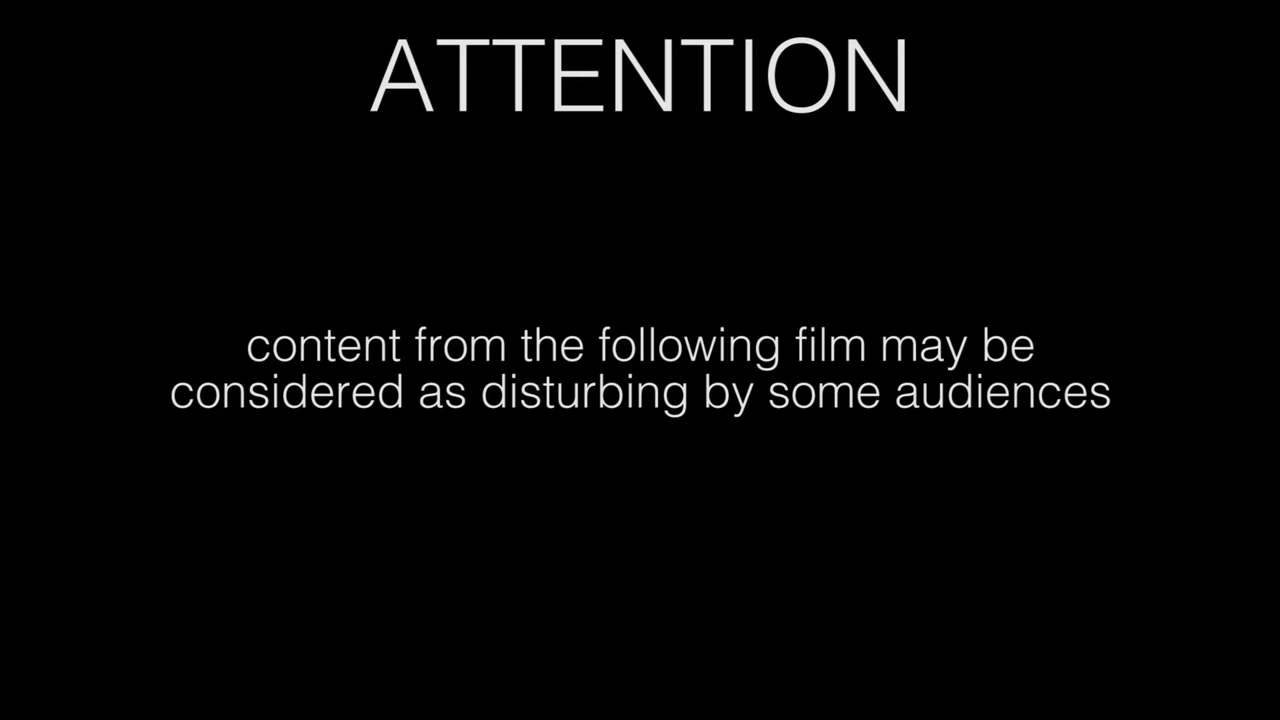 ATTENTION
content from the following film may be
considered as disturbing by some audiences